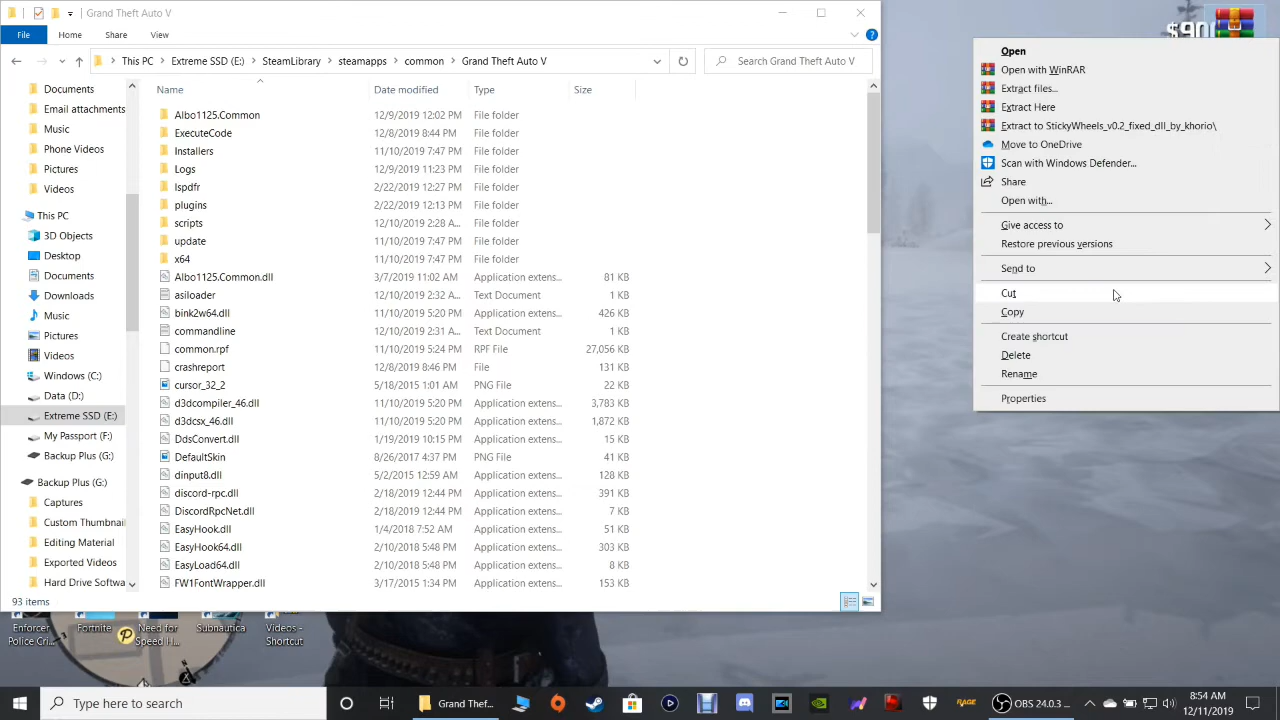 Grand Theft Auto V
File Home Share View
This PC Extreme SSD (E:) SteamLibrary steamapps common Grand Theft Auto V
Search Grand Theft Auto V
Documents
Email attachments
Music
Phone Videos
Pictures
Videos
This PC
3D Objects
Desktop
Documents
Downloads
Music
Pictures
Videos
Windows (C:)
Data (D:)
Extreme SSD (E:)
My Passport (F:)
Backup Plus (G:)
Backup Plus (G:)
Captures
Custom Thumbnai
Editing Material
Exported Videos
Hard Drive Softwa
Name Date modified Type Size
Albo1125.Common 12/9/2019 12:02 PM File folder
ExecuteCode 12/8/2019 8:44 PM File folder
Installers 11/10/2019 7:47 PM File folder
Logs 12/9/2019 11:23 PM File folder
lspdfr 2/22/2019 12:27 PM File folder
plugins 2/22/2019 12:13 PM File folder
scripts 12/10/2019 2:28 A... File folder
update 11/10/2019 7:47 PM File folder
x64 11/10/2019 7:47 PM File folder
Albo1125.Common.dll 3/7/2019 11:02 AM Application extens... 81 KB
asiloader 12/10/2019 2:32 A... Text Document 1 KB
bink2w64.dll 11/10/2019 5:20 PM Application extens... 426 KB
commandline 12/10/2019 2:31 A... Text Document 1 KB
common.rpf 11/10/2019 5:24 PM RPF File 27,056 KB
crashreport 12/8/2019 8:46 PM File 131 KB
cursor_32_2 5/18/2015 1:01 AM PNG File 22 KB
d3dcompiler_46.dll 11/10/2019 5:20 PM Application extens... 3,783 KB
d3dcsx_46.dll 11/10/2019 5:20 PM Application extens... 1,872 KB
DdsConvert.dll 1/19/2019 10:15 PM Application extens... 15 KB
DefaultSkin 8/26/2017 4:37 PM PNG File 41 KB
dinput8.dll 5/2/2015 12:59 AM Application extens... 128 KB
discord-rpc.dll 2/18/2019 12:44 PM Application extens... 391 KB
DiscordRpcNet.dll 2/18/2019 12:44 PM Application extens... 7 KB
EasyHook.dll 1/4/2018 7:52 AM Application extens... 51 KB
EasyHook64.dll 2/10/2018 5:48 PM Application extens... 303 KB
EasyLoad64.dll 2/10/2018 5:48 PM Application extens... 8 KB
FW1FontWrapper.dll 3/17/2015 1:34 PM Application extens... 153 KB
93 items
Open
Open with WinRAR
Extract files...
Extract Here
Extract to StickyWheels_v0.2_fixed_dll_by_khorio\
Move to OneDrive
Scan with Windows Defender...
Share
Open with...
Give access to
Restore previous versions
Send to
Cut
Copy
Create shortcut
Delete
Rename
Properties
Enforcer Police Cri...
Fortnite
Need for Speed H...
Subnautica
Videos - Shortcut
Type here to search
Grand Thef...
RAGE
OBS 24.0.3 ...
8:54 AM
12/11/2019